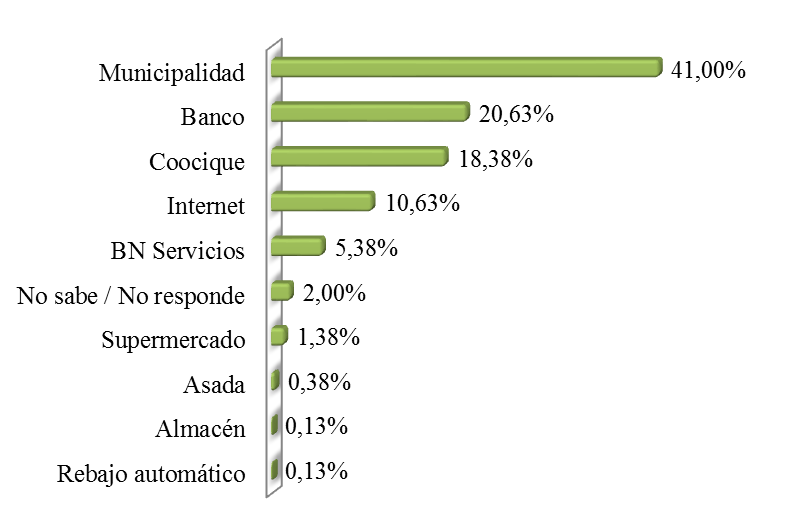 Municipalidad 41,00%
Banco 20,63%
Coocique 18,38%
Internet 10,63%
BN Servicios 5,38%
No sabe / No responde 2,00%
Supermercado 1,38%
Asada 0,38%
Almacén 0,13%
Rebajo automático 0,13%